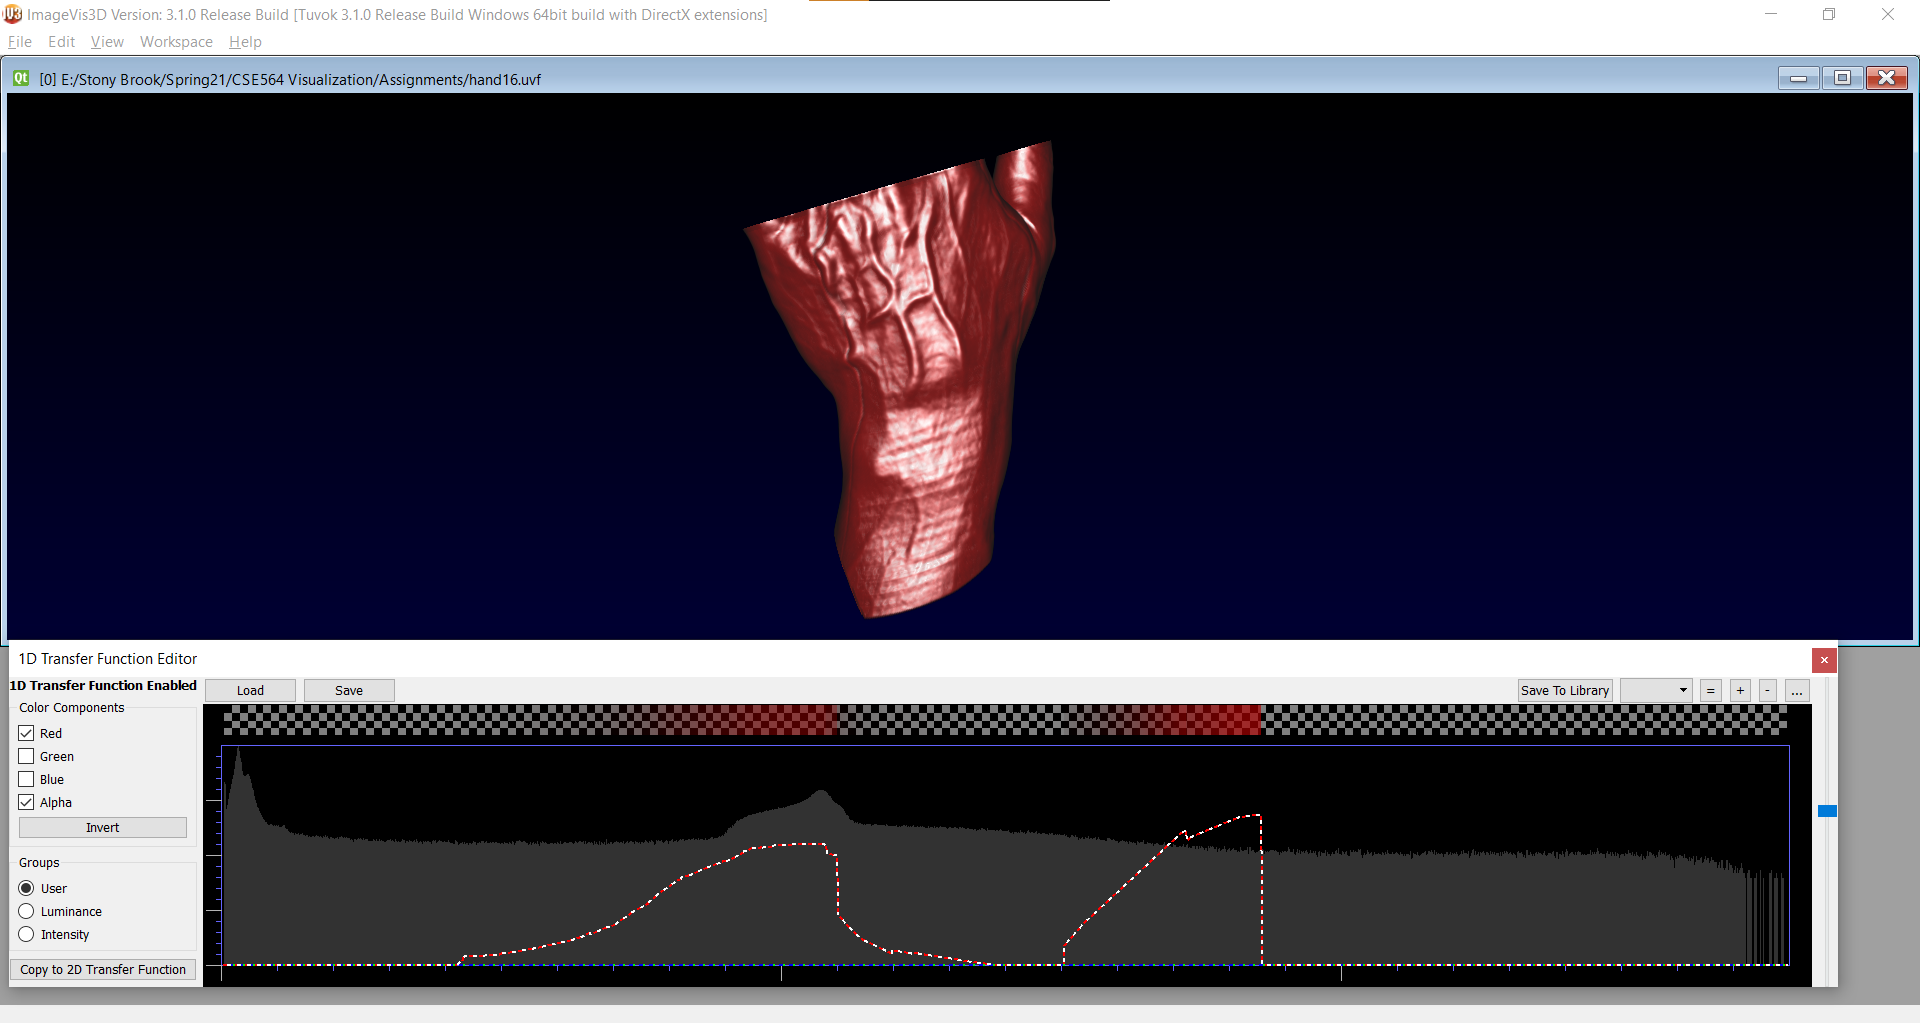 IV3 ImageVis3D Version: 3.1.0 Release Build [Tuvok 3.1.0 Release Build Windows 64bit build with DirectX extensions]
File Edit View Workspace Help
Qt [0] E:/Stony Brook/Spring21/CSE564 Visualization/Assignments/hand16.uvf
1D Transfer Function Editor
1D Transfer Function Enabled Load Save Save To Library = + - ...
Color Components
Red
Green
Blue
Alpha
Invert
Groups
User
Luminance
Intensity
Copy to 2D Transfer Function